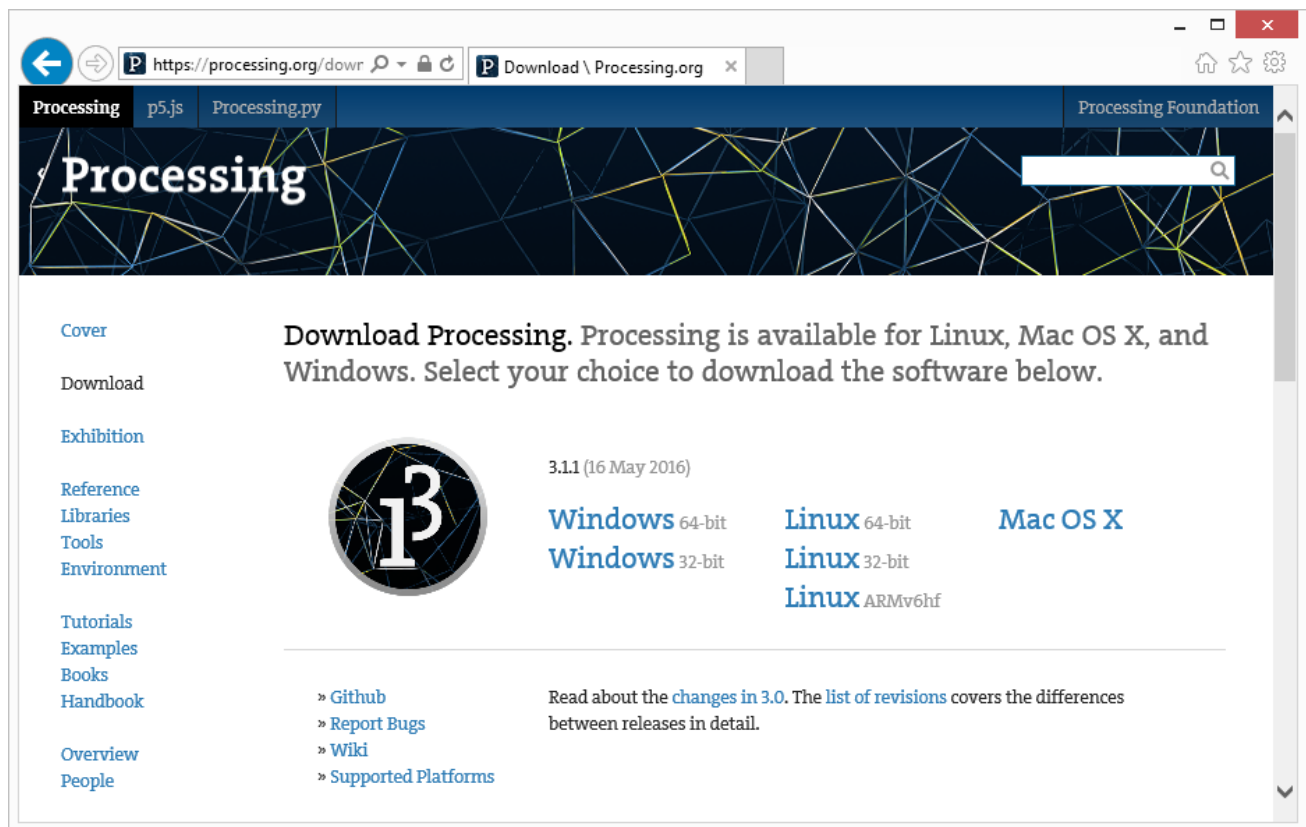 https://processing.org/dowr
Download \ Processing.org
Processing
p5.js
Processing.py
Processing Foundation
Processing
Cover
Download
Exhibition
Reference
Libraries
Tools
Environment
Tutorials
Examples
Books
Handbook
Overview
People
Download Processing. Processing is available for Linux, Mac OS X, and
Windows. Select your choice to download the software below.
3.1.1 (16 May 2016)
Windows 64-bit
Windows 32-bit
Linux 64-bit
Linux 32-bit
Linux ARMv6hf
Mac OS X
» Github
» Report Bugs
» Wiki
» Supported Platforms
Read about the changes in 3.0. The list of revisions covers the differences
between releases in detail.